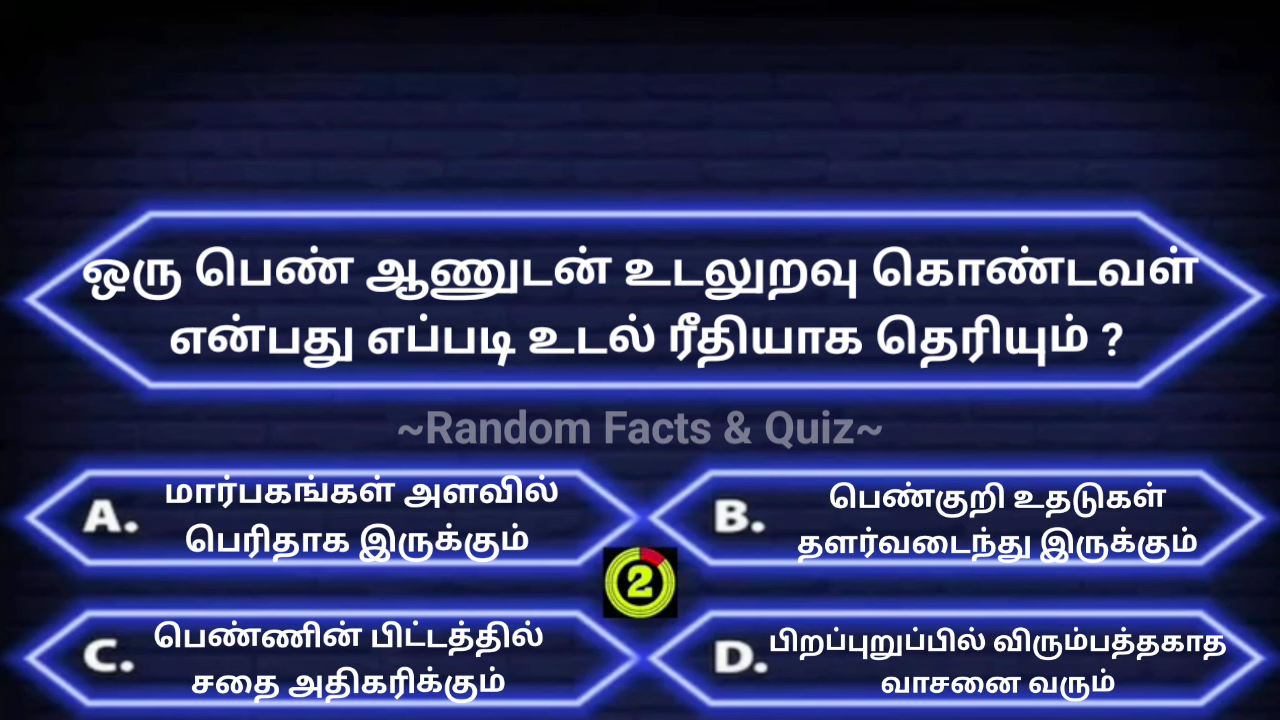 ஒரு பெண் ஆணுடன் உடலுறவு கொண்டவள்
என்பது எப்படி உடல் ரீதியாக தெரியும் ?
~Random Facts & Quiz~
A. மார்பகங்கள் அளவில்
பெரிதாக இருக்கும்
B. பெண்குறி உதடுகள்
தளர்வடைந்து இருக்கும்
2
C. பெண்ணின் பிட்டத்தில்
சதை அதிகரிக்கும்
D. பிறப்புறுப்பில் விரும்பத்தகாத
வாசனை வரும்